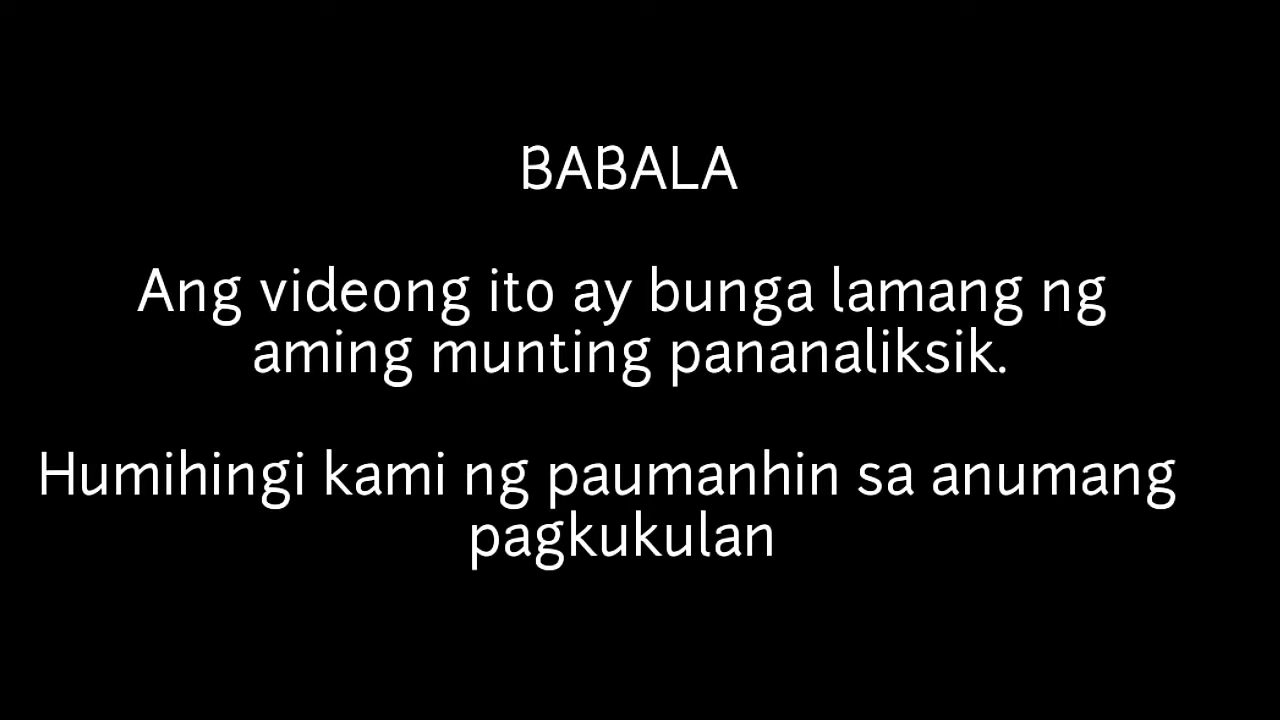 BABALA
Ang videong ito ay bunga lamang ng
aming munting pananaliksik.
Humihingi kami ng paumanhin sa anumang
pagkukulan